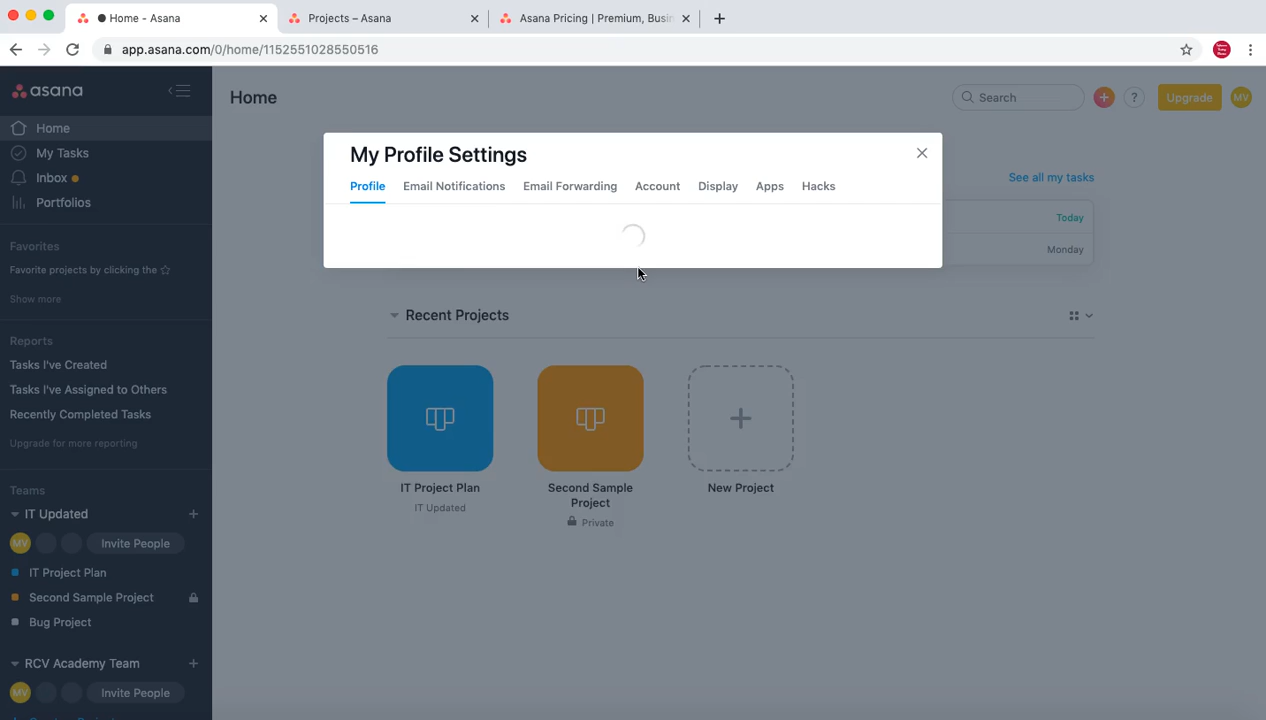 Home - Asana
Projects – Asana
Asana Pricing | Premium, Busin
app.asana.com/0/home/1152551028550516
asana
Home
Search
?
Upgrade
MV
Home
My Tasks
Inbox
Portfolios
Favorites
Favorite projects by clicking the
Show more
Reports
Tasks I've Created
Tasks I've Assigned to Others
Recently Completed Tasks
Upgrade for more reporting
Teams
IT Updated
MV
Invite People
IT Project Plan
Second Sample Project
Bug Project
RCV Academy Team
MV
Invite People
My Profile Settings
Profile
Email Notifications
Email Forwarding
Account
Display
Apps
Hacks
See all my tasks
Today
Monday
Recent Projects
IT Project Plan
IT Updated
Second Sample
Project
Private
New Project